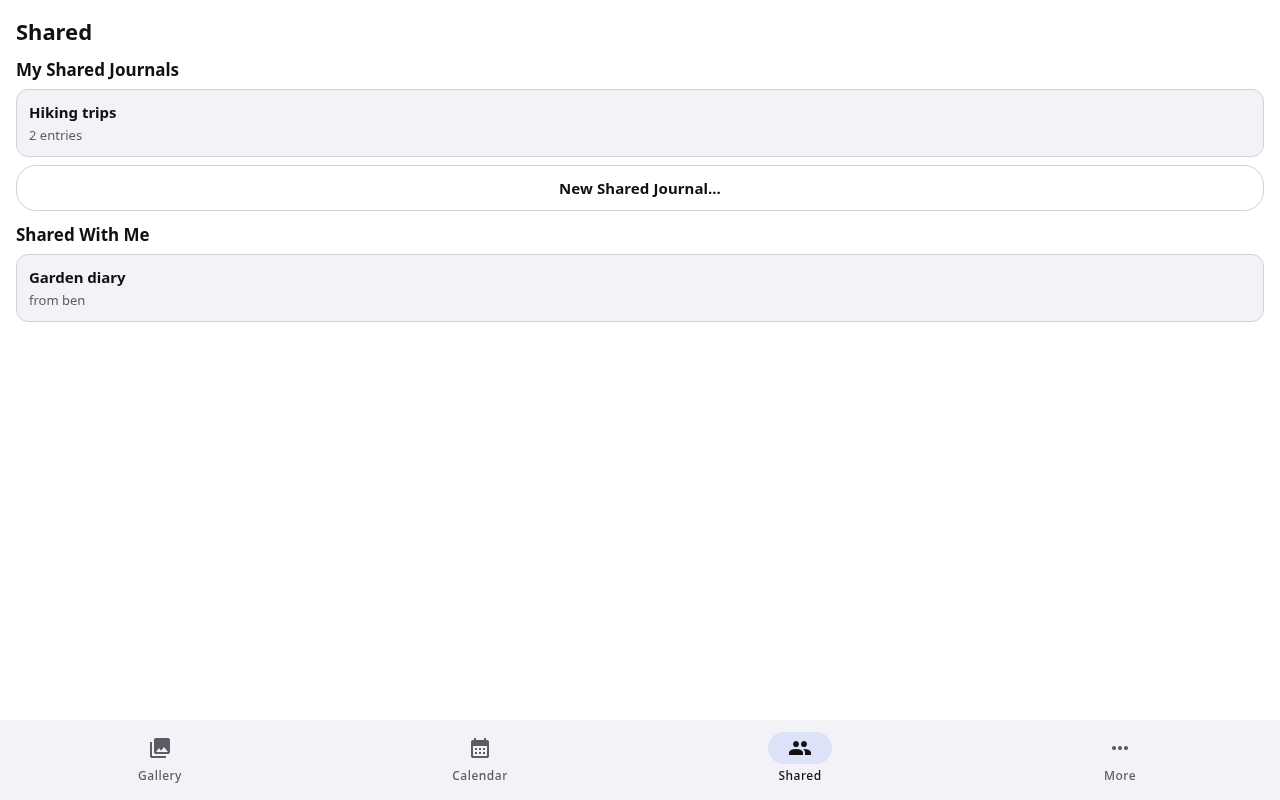 Shared
My Shared Journals
Hiking trips
2 entries
New Shared Journal...
Shared With Me
Garden diary
from ben
Gallery
Calendar
Shared
More